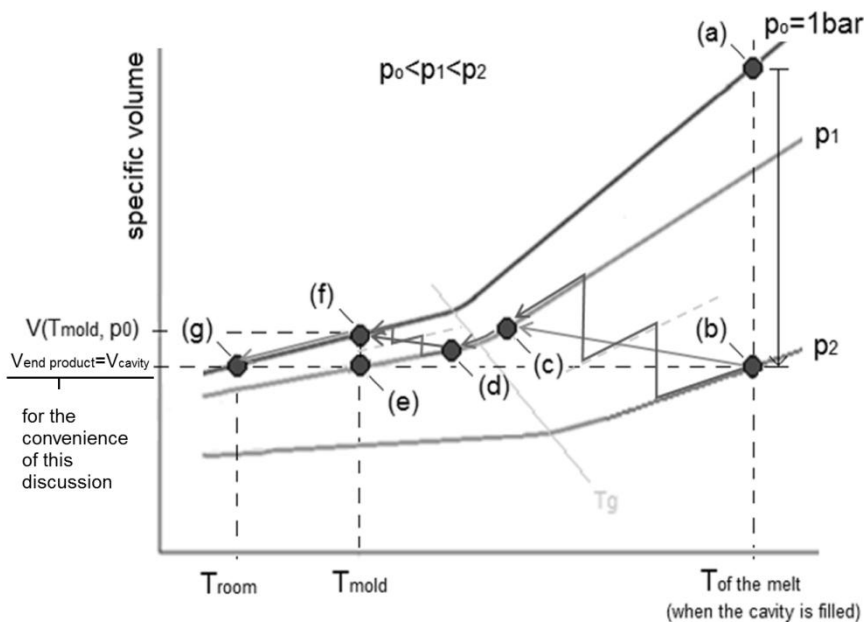 (a)
p₀=1bar
p₀<p₁<p₂
p₁
specific volume
(f)
V(Tmold, p0)
(g)
(b)
p₂
Vend product=Vcavity
(e)
(d)
(c)
for the
convenience
of this
discussion
Tg
Troom
Tmold
T of the melt
(when the cavity is filled)